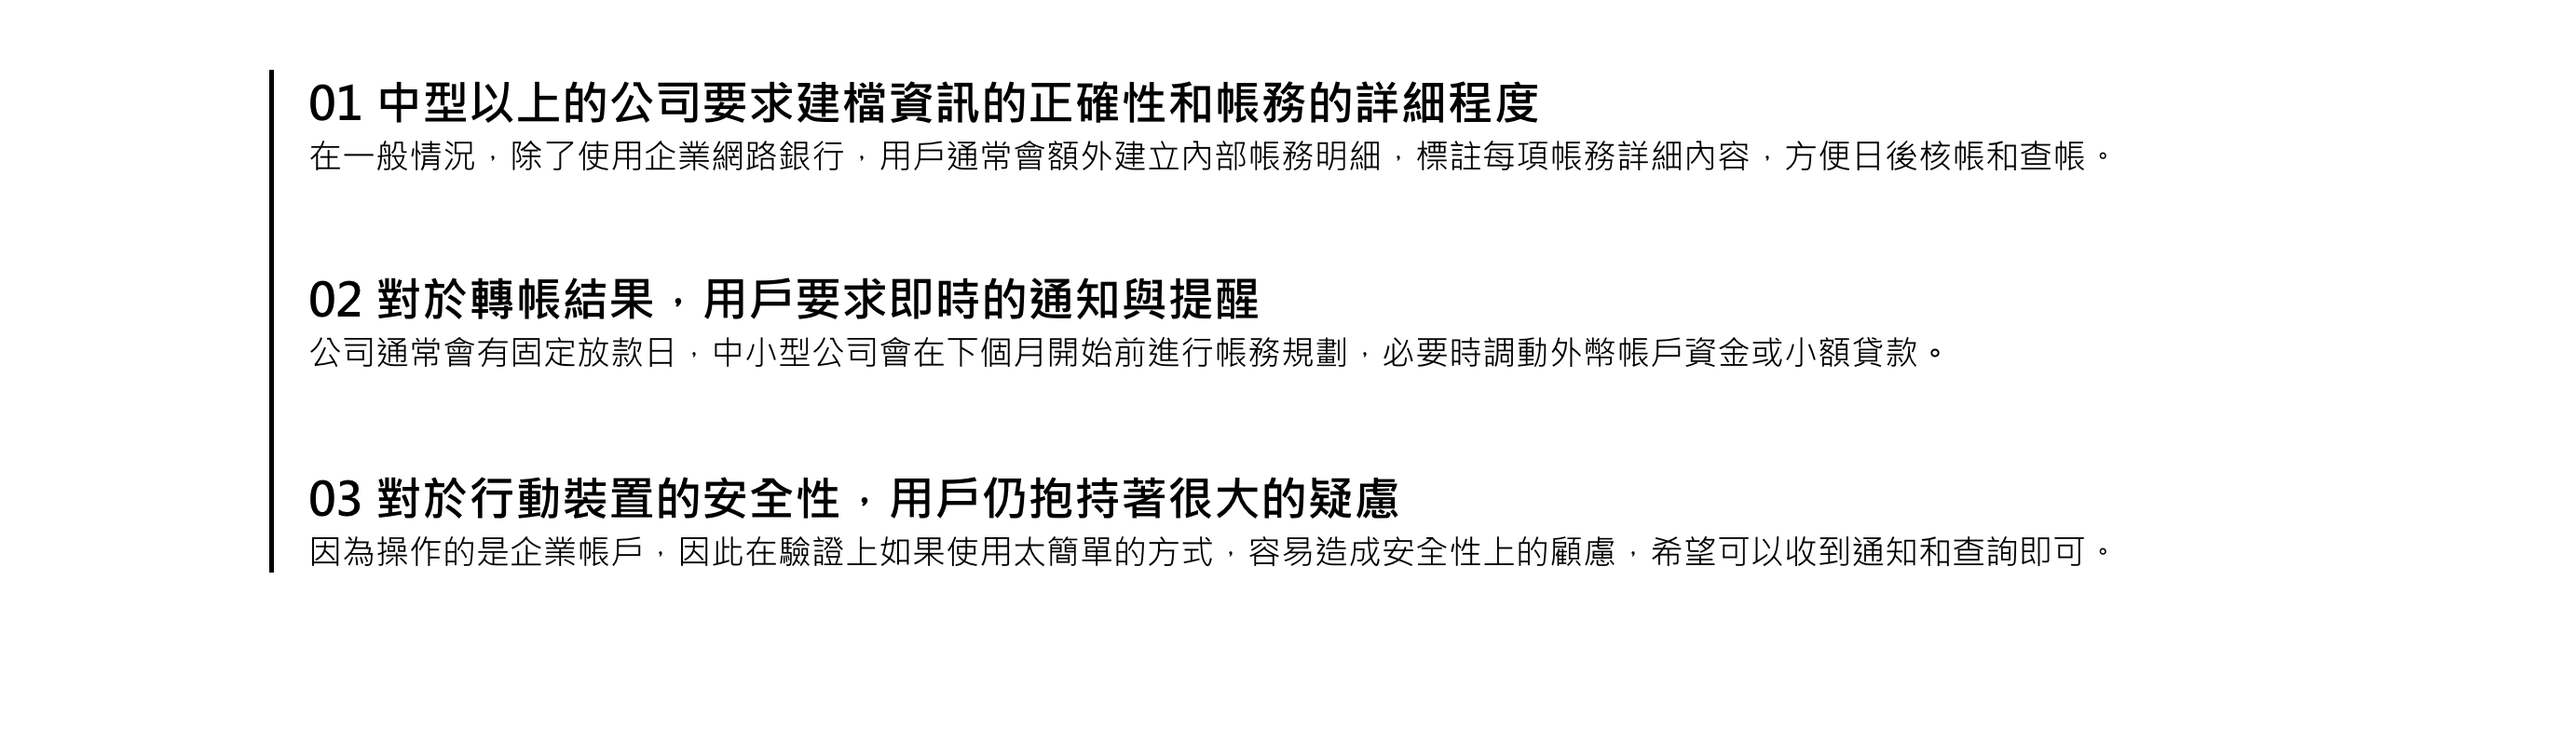 01 中型以上的公司要求建檔資訊的正確性和帳務的詳細程度
在一般情況，除了使用企業網路銀行，用戶通常會額外建立內部帳務明細，標註每項帳務詳細內容，方便日後核帳和查帳。
02 對於轉帳結果，用戶要求即時的通知與提醒
公司通常會有固定放款日，中小型公司會在下個月開始前進行帳務規劃，必要時調動外幣帳戶資金或小額貸款。
03 對於行動裝置的安全性，用戶仍抱持著很大的疑慮
因為操作的是企業帳戶，因此在驗證上如果使用太簡單的方式，容易造成安全性上的顧慮，希望可以收到通知和查詢即可。